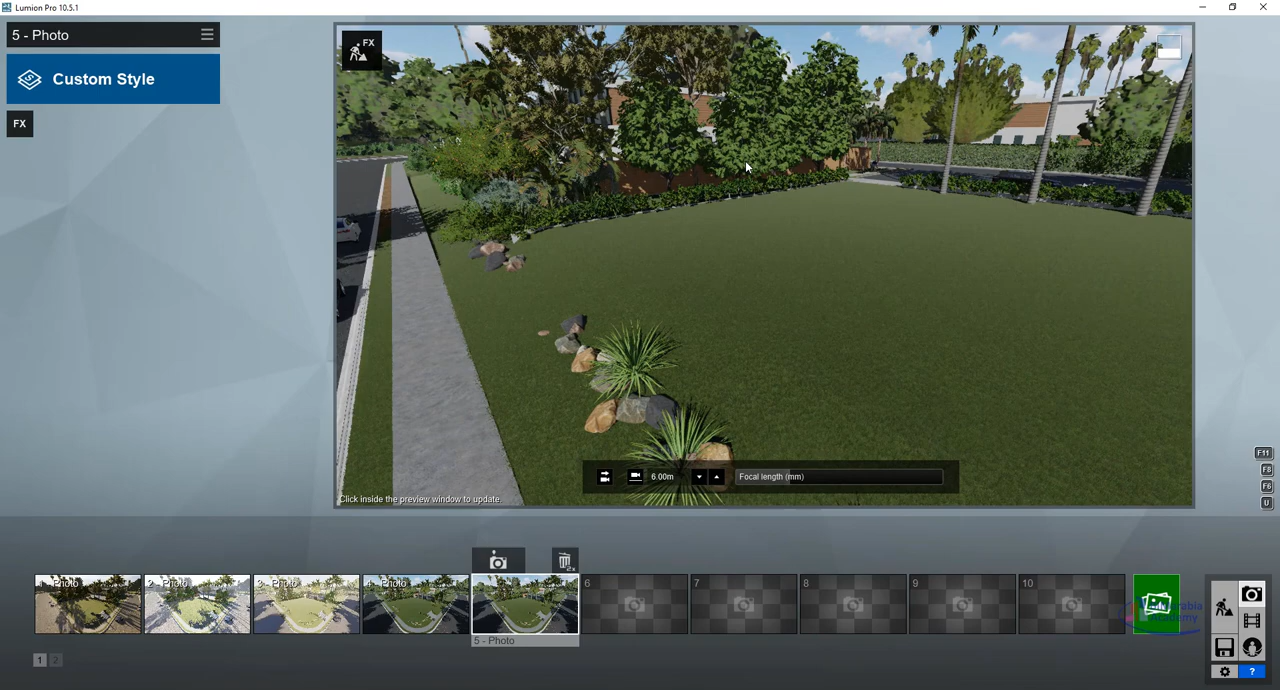 Lumion Pro 10.5.1
5 - Photo
Custom Style
FX
FX
Click inside the preview window to update.
6.00m
Focal length (mm)
F11
F8
F6
U
2x
1 - Photo
2 - Photo
3 - Photo
4 - Photo
5 - Photo
6
7
8
9
10
5 - Photo
1
2
Academy
?